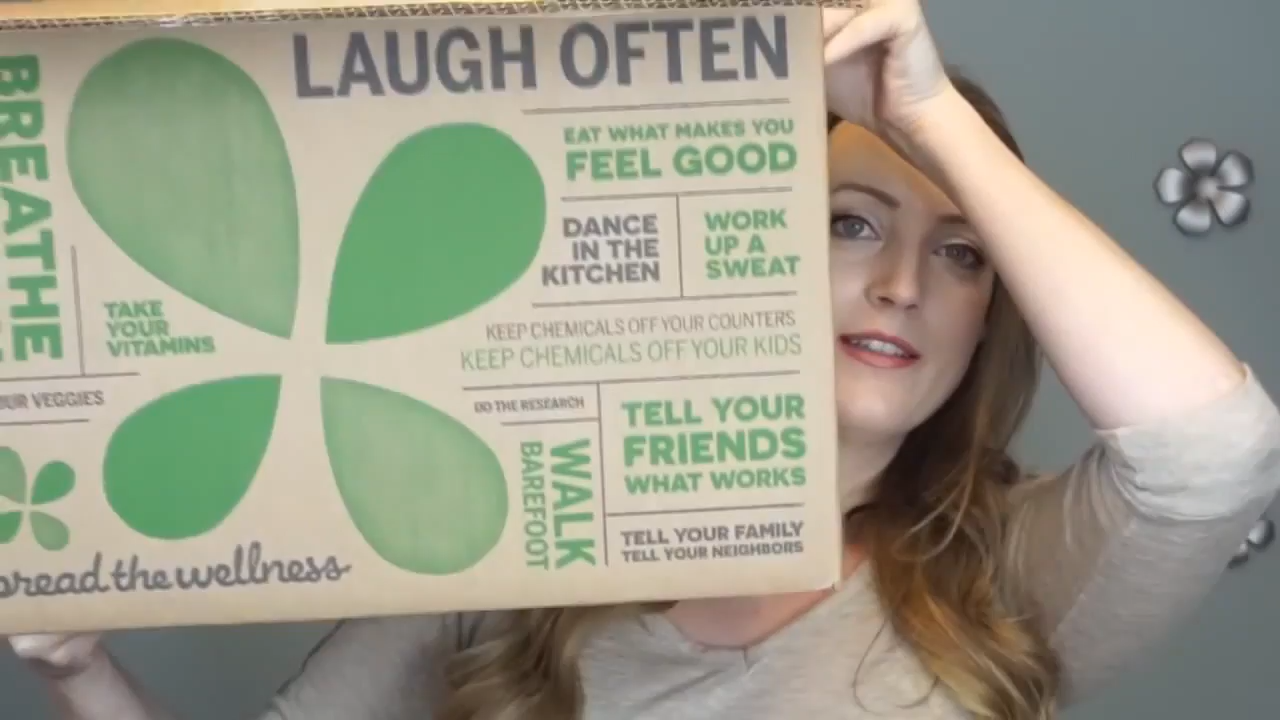 LAUGH OFTEN
BREATHE
EAT WHAT MAKES YOU
FEEL GOOD
DANCE
IN THE
KITCHEN
WORK
UP A
SWEAT
TAKE
YOUR
VITAMINS
KEEP CHEMICALS OFF YOUR COUNTERS
KEEP CHEMICALS OFF YOUR KIDS
VEGGIES
DO THE RESEARCH
WALK
BAREFOOT
TELL YOUR
FRIENDS
WHAT WORKS
TELL YOUR FAMILY
TELL YOUR NEIGHBORS
the wellness